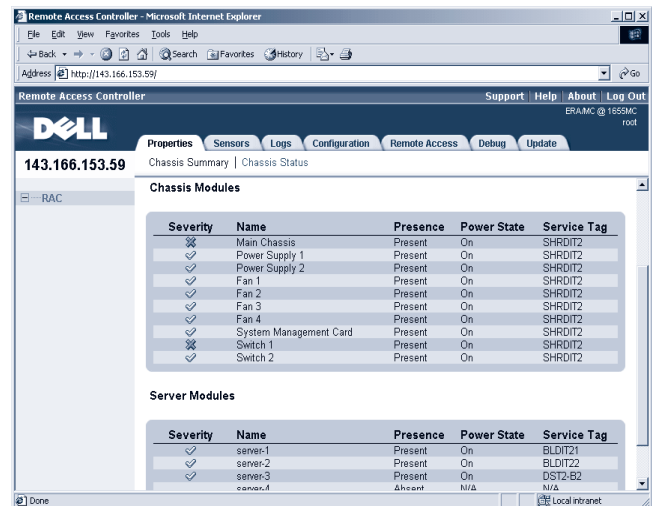 Remote Access Controller - Microsoft Internet Explorer
File Edit View Favorites Tools Help
Back Search Favorites History
Address http://143.166.153.59/ Go
Remote Access Controller Support Help About Log Out
ERA/MC @ 1655MC
root
DELL
Properties Sensors Logs Configuration Remote Access Debug Update
143.166.153.59 Chassis Summary | Chassis Status
RAC
Chassis Modules
Severity Name Presence Power State Service Tag
Main Chassis Present On SHRDIT2
Power Supply 1 Present On SHRDIT2
Power Supply 2 Present On SHRDIT2
Fan 1 Present On SHRDIT2
Fan 2 Present On SHRDIT2
Fan 3 Present On SHRDIT2
Fan 4 Present On SHRDIT2
System Management Card Present On SHRDIT2
Switch 1 Present On SHRDIT2
Switch 2 Present On SHRDIT2
Server Modules
Severity Name Presence Power State Service Tag
server-1 Present On BLDIT21
server-2 Present On BLDIT22
server-3 Present On DST2-B2
server-4 Absent N/A N/A
Done Local intranet